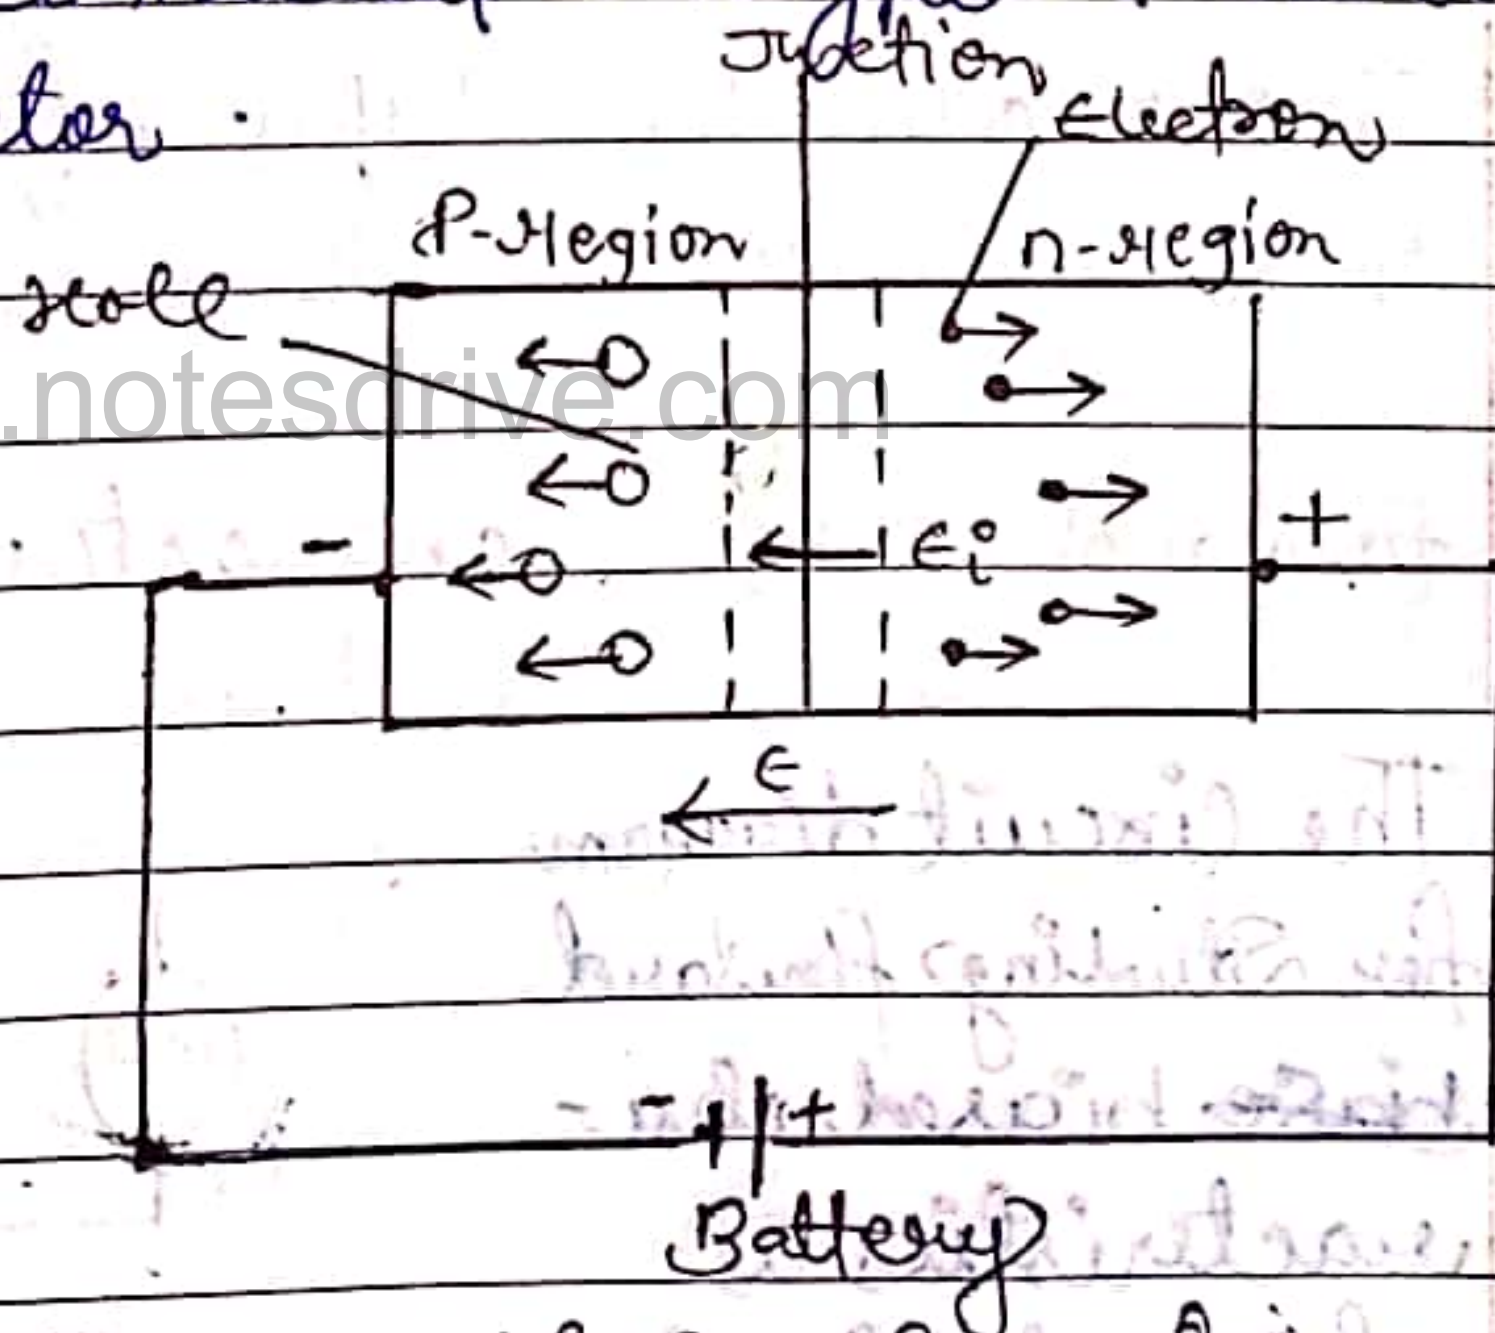 Junction
tor.
Electron
P-region
n-region
Hole
.notesdrive.com
-
+
Ei
E
- +
Battery